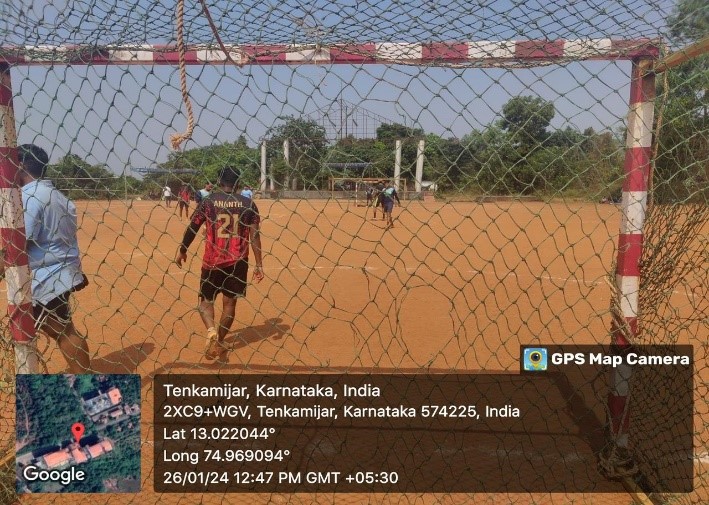 ANANTH
21
GPS Map Camera
Tenkamijar, Karnataka, India
2XC9+WGV, Tenkamijar, Karnataka 574225, India
Lat 13.022044°
Long 74.969094°
26/01/24 12:47 PM GMT +05:30
Google